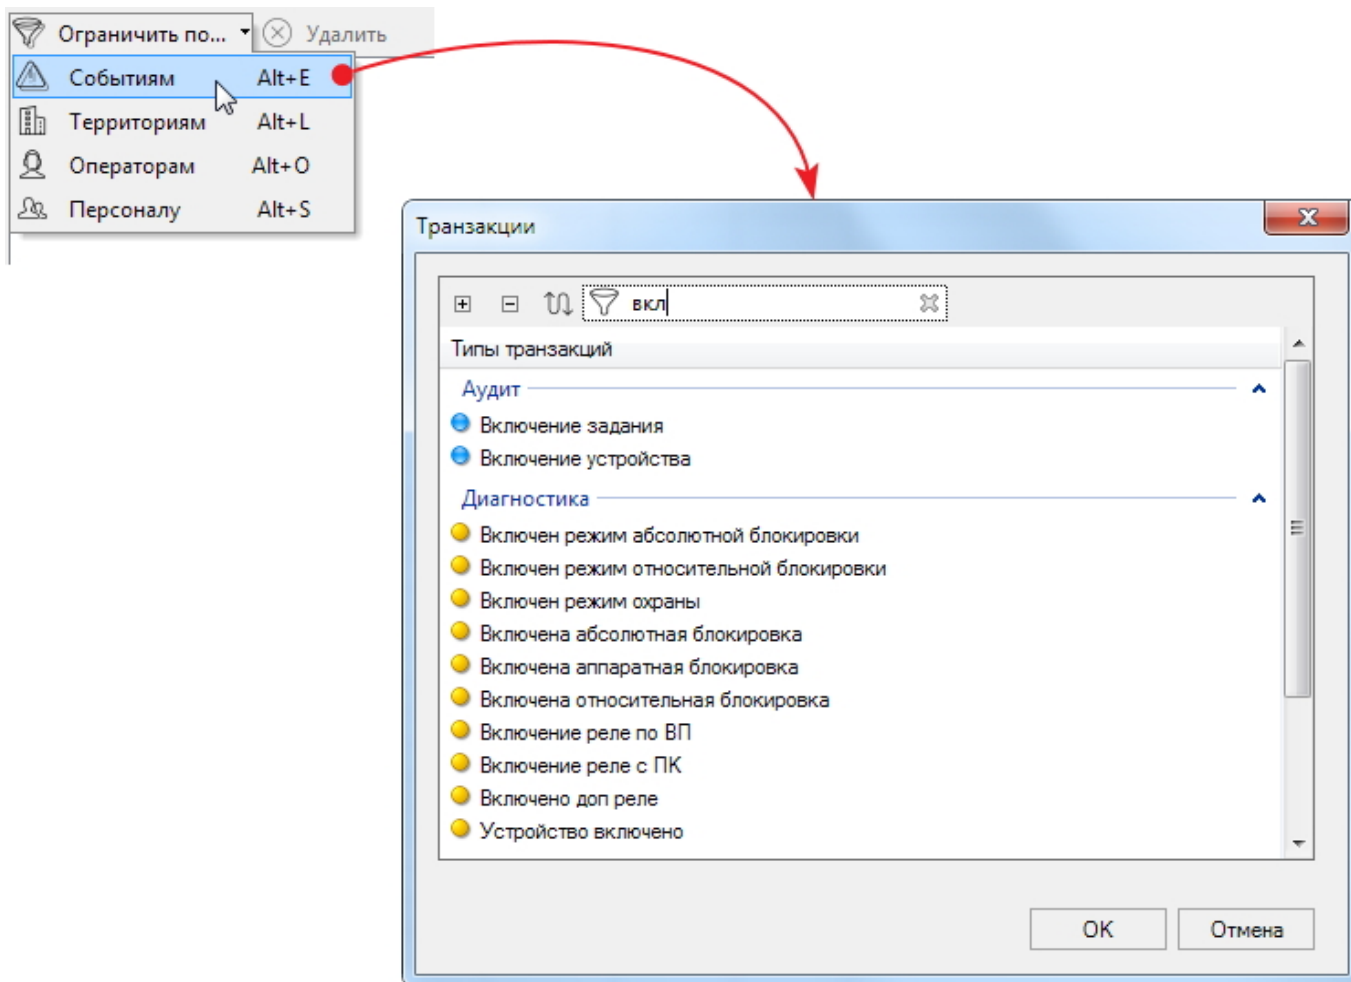 Ограничить по... Удалить
Событиям Alt+E
Территориям Alt+L
Операторам Alt+O
Персоналу Alt+S
Транзакции
вкл
Типы транзакций
Аудит
Включение задания
Включение устройства
Диагностика
Включен режим абсолютной блокировки
Включен режим относительной блокировки
Включен режим охраны
Включена абсолютная блокировка
Включена аппаратная блокировка
Включена относительная блокировка
Включение реле по ВП
Включение реле с ПК
Включено доп реле
Устройство включено
OK Отмена